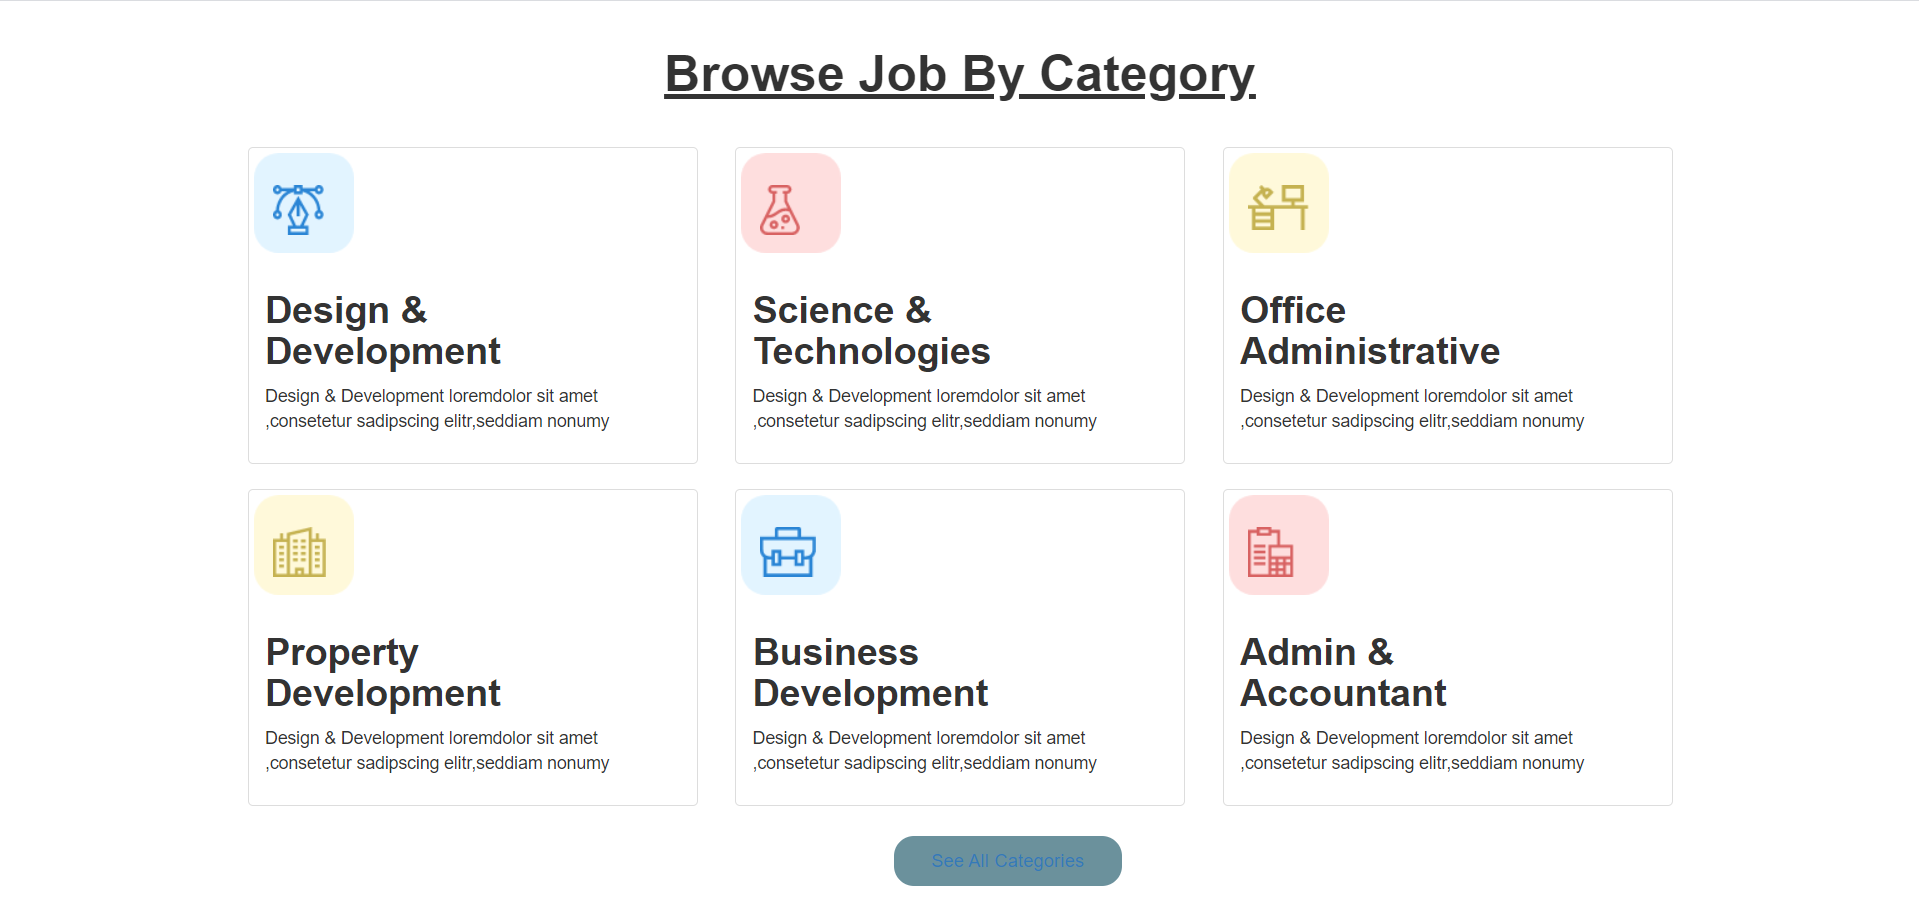 Browse Job By Category
Design &
Development
Design & Development loremdolor sit amet
,consetetur sadipscing elitr,seddiam nonumy
Science &
Technologies
Design & Development loremdolor sit amet
,consetetur sadipscing elitr,seddiam nonumy
Office
Administrative
Design & Development loremdolor sit amet
,consetetur sadipscing elitr,seddiam nonumy
Property
Development
Design & Development loremdolor sit amet
,consetetur sadipscing elitr,seddiam nonumy
Business
Development
Design & Development loremdolor sit amet
,consetetur sadipscing elitr,seddiam nonumy
Admin &
Accountant
Design & Development loremdolor sit amet
,consetetur sadipscing elitr,seddiam nonumy
See All Categories